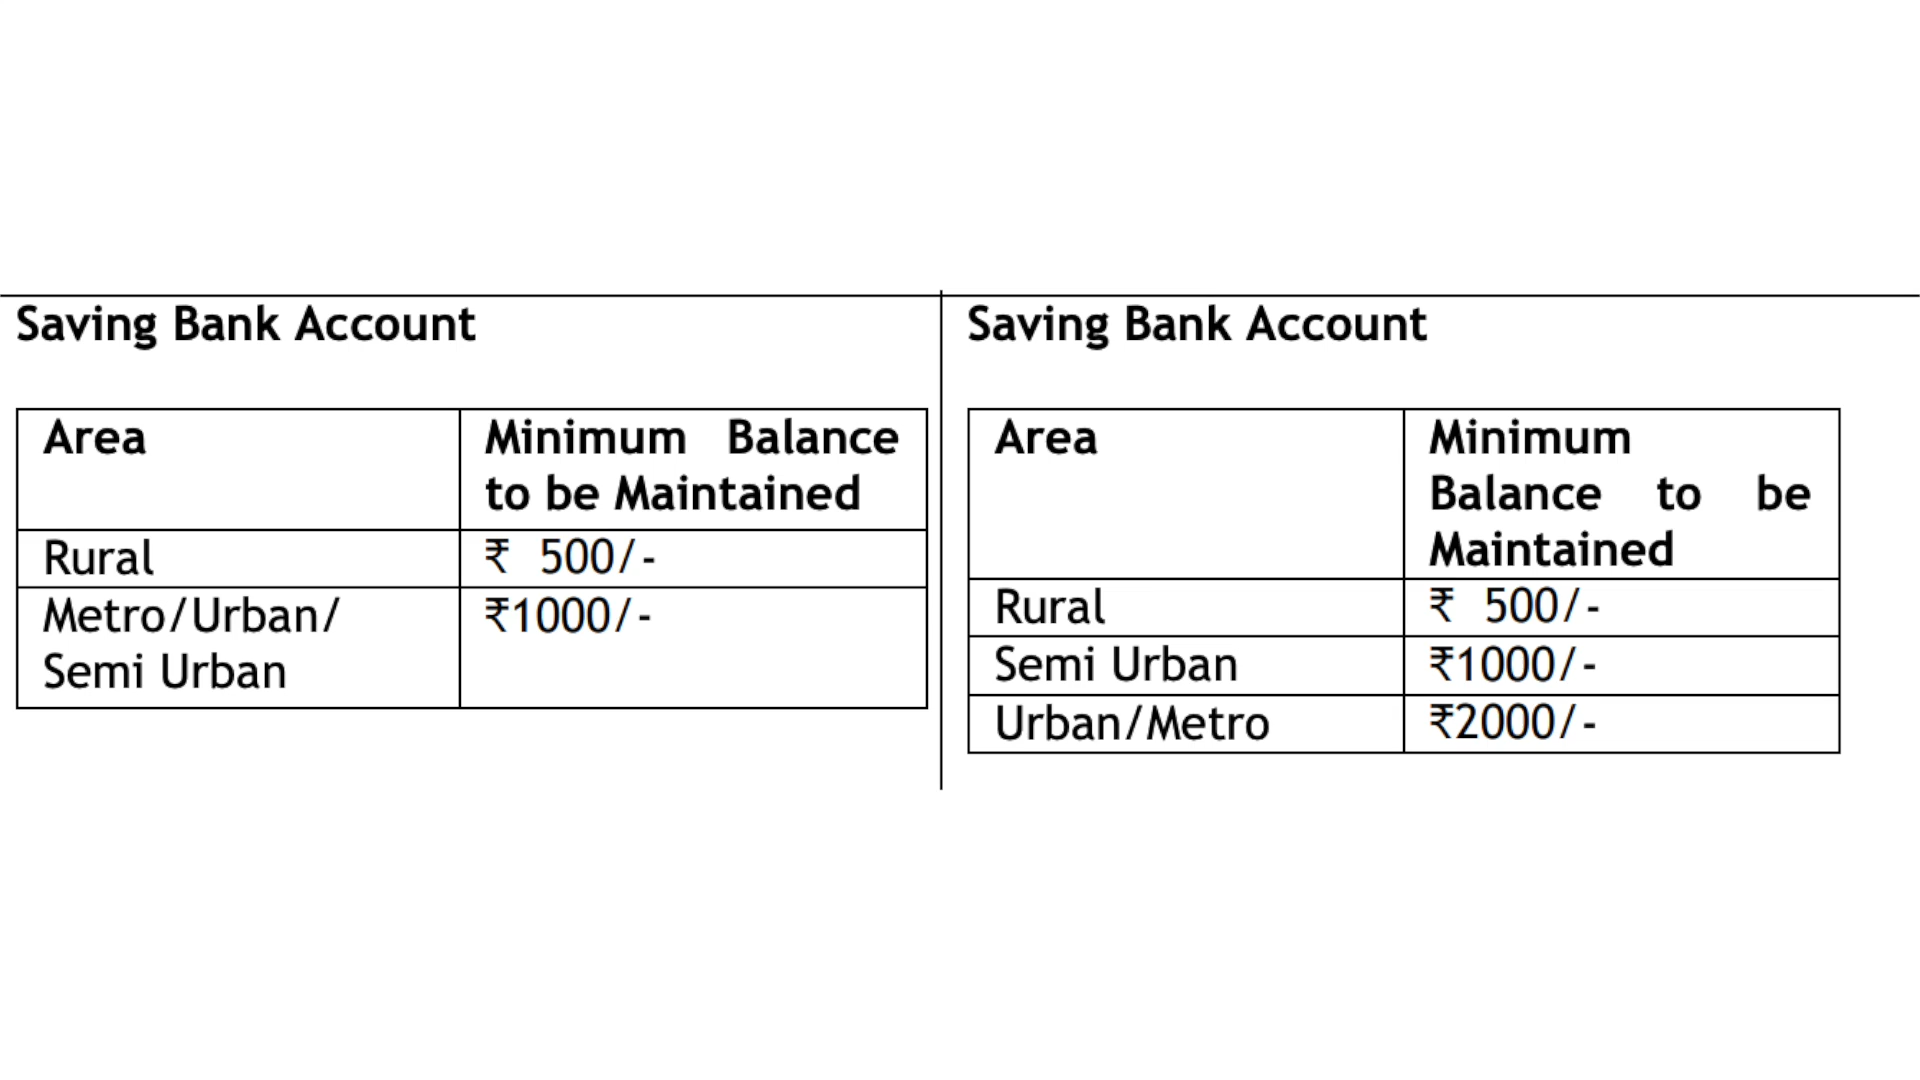 Saving Bank Account
Area
Minimum Balance
to be Maintained
Rural
₹ 500/-
Metro/Urban/
Semi Urban
₹1000/-
Saving Bank Account
Area
Minimum
Balance to be
Maintained
Rural
₹ 500/-
Semi Urban
₹1000/-
Urban/Metro
₹2000/-